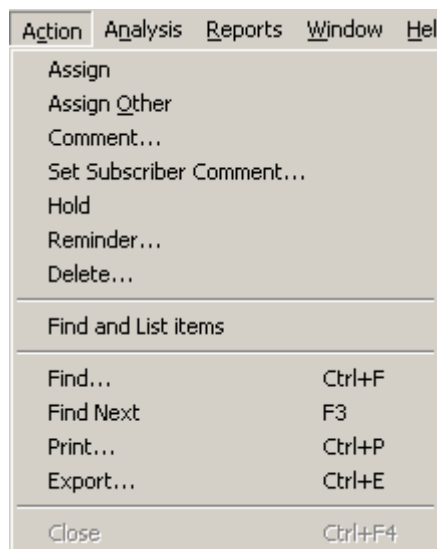 Action Analysis Reports Window Hel
Assign
Assign Other
Comment...
Set Subscriber Comment...
Hold
Reminder...
Delete...
Find and List items
Find... Ctrl+F
Find Next F3
Print... Ctrl+P
Export... Ctrl+E
Close Ctrl+F4